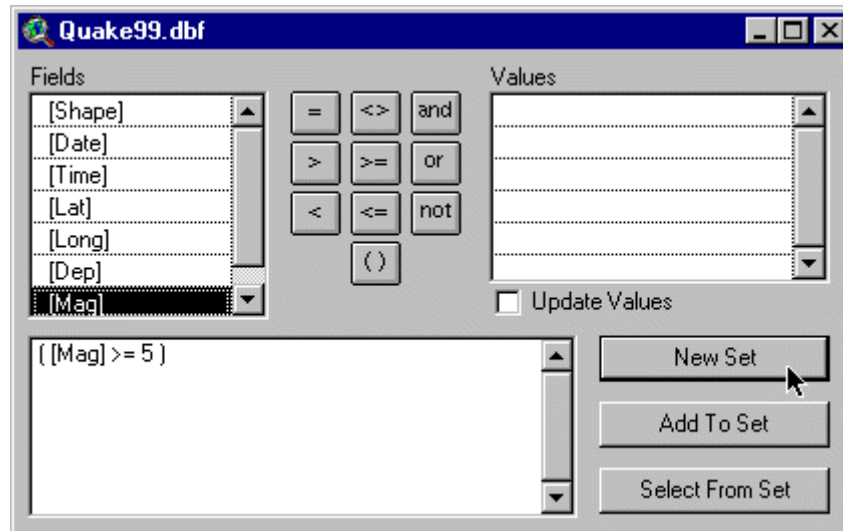 Quake99.dbf
Fields
[Shape]
[Date]
[Time]
[Lat]
[Long]
[Dep]
[Mag]
= <> and
> >= or
< <= not
( )
Values
Update Values
( [Mag] >= 5 )
New Set
Add To Set
Select From Set